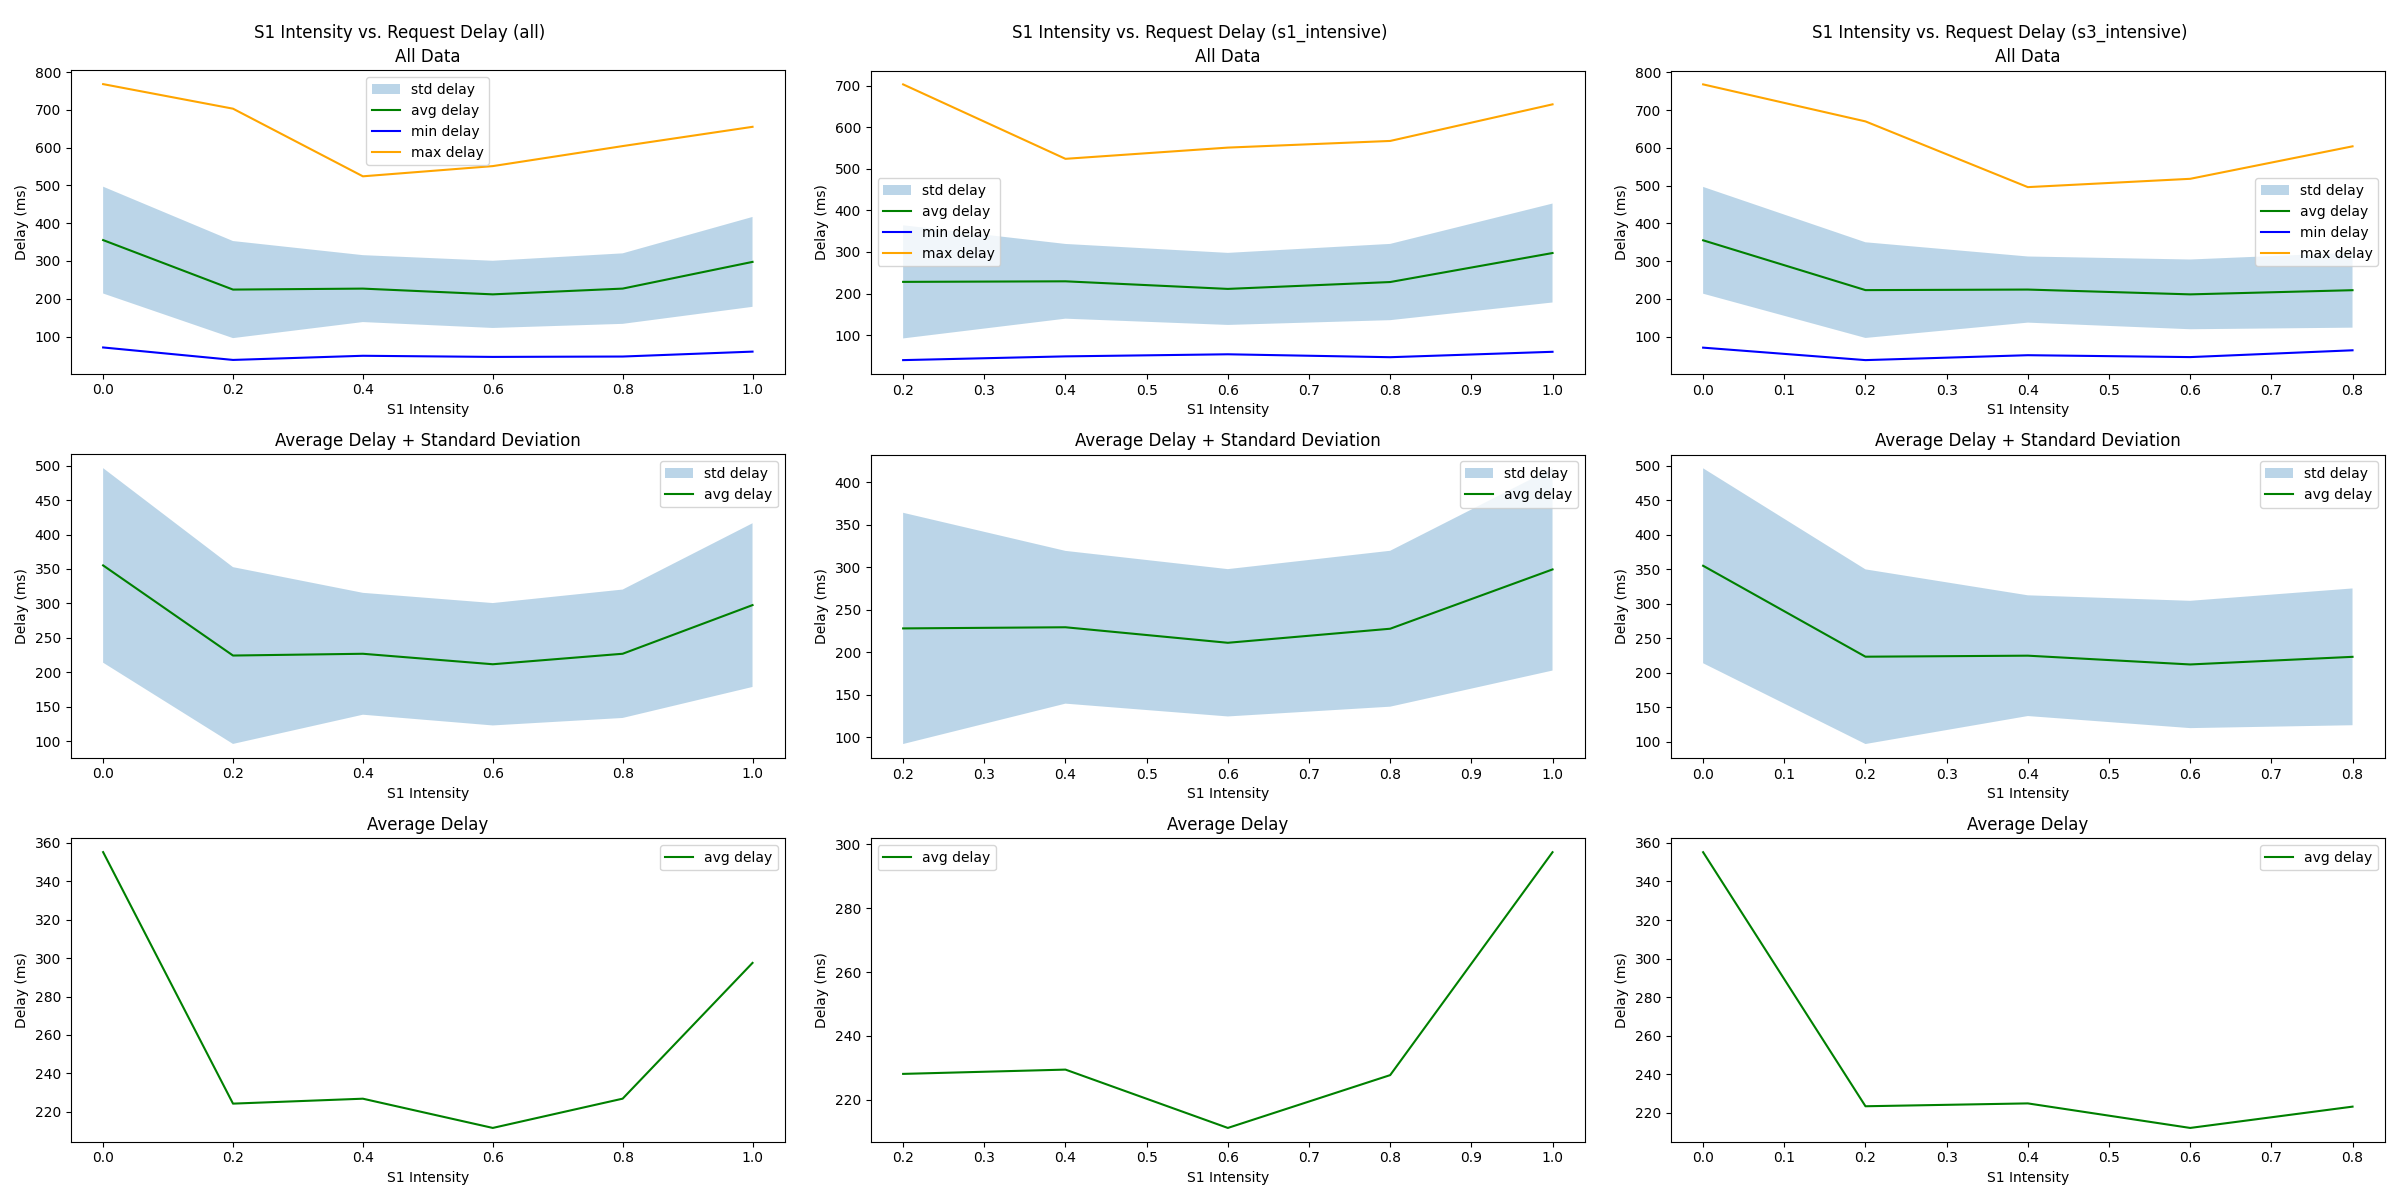 S1 Intensity vs. Request Delay (all)
All Data
800
700
600
500
400
300
200
100
Delay (ms)
std delay
avg delay
min delay
max delay
0.0 0.2 0.4 0.6 0.8 1.0
S1 Intensity
S1 Intensity vs. Request Delay (s1_intensive)
All Data
700
600
500
400
300
200
100
Delay (ms)
std delay
avg delay
min delay
max delay
0.2 0.3 0.4 0.5 0.6 0.7 0.8 0.9 1.0
S1 Intensity
S1 Intensity vs. Request Delay (s3_intensive)
All Data
800
700
600
500
400
300
200
100
Delay (ms)
std delay
avg delay
min delay
max delay
0.0 0.1 0.2 0.3 0.4 0.5 0.6 0.7 0.8
S1 Intensity
Average Delay + Standard Deviation
500
450
400
350
300
250
200
150
100
Delay (ms)
std delay
avg delay
0.0 0.2 0.4 0.6 0.8 1.0
S1 Intensity
Average Delay + Standard Deviation
400
350
300
250
200
150
100
Delay (ms)
std delay
avg delay
0.2 0.3 0.4 0.5 0.6 0.7 0.8 0.9 1.0
S1 Intensity
Average Delay + Standard Deviation
500
450
400
350
300
250
200
150
100
Delay (ms)
std delay
avg delay
0.0 0.1 0.2 0.3 0.4 0.5 0.6 0.7 0.8
S1 Intensity
Average Delay
360
340
320
300
280
260
240
220
Delay (ms)
avg delay
0.0 0.2 0.4 0.6 0.8 1.0
S1 Intensity
Average Delay
300
280
260
240
220
Delay (ms)
avg delay
0.2 0.3 0.4 0.5 0.6 0.7 0.8 0.9 1.0
S1 Intensity
Average Delay
360
340
320
300
280
260
240
220
Delay (ms)
avg delay
0.0 0.1 0.2 0.3 0.4 0.5 0.6 0.7 0.8
S1 Intensity